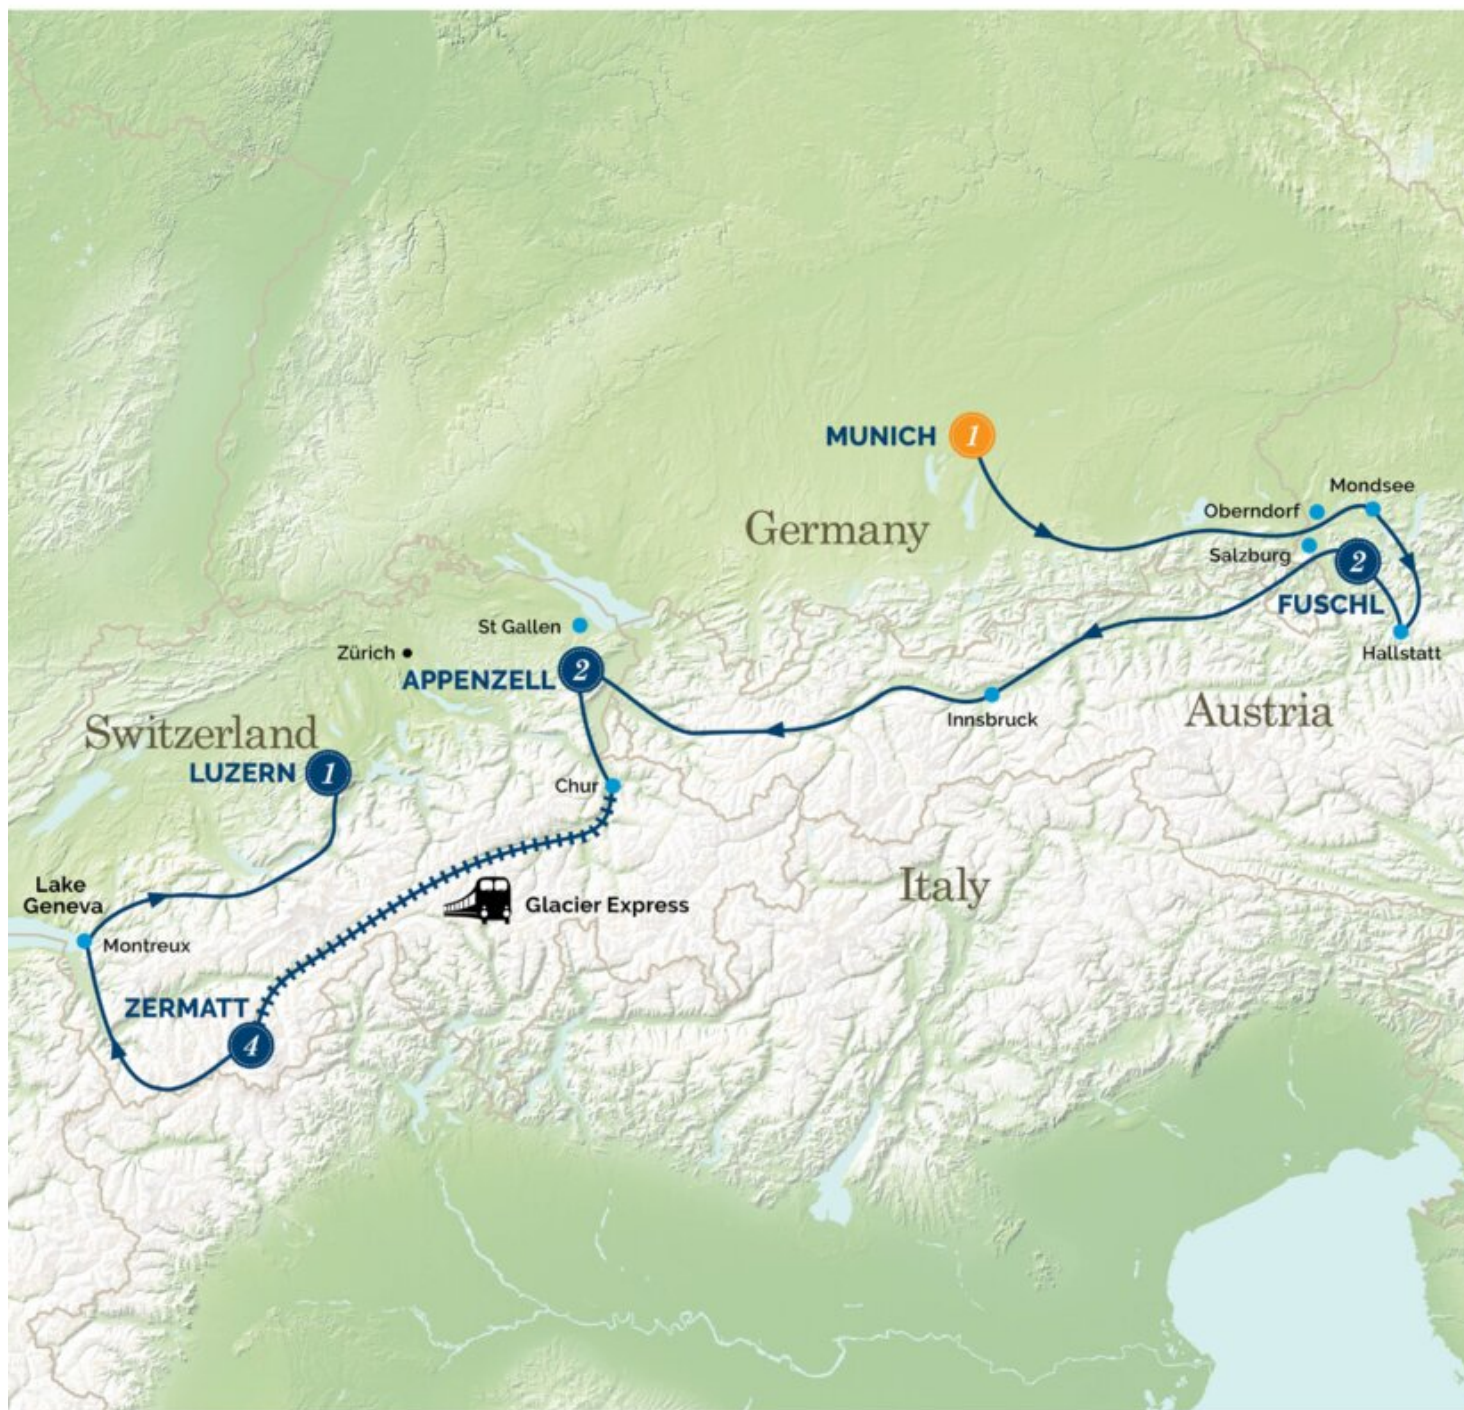 MUNICH 1
Mondsee
Oberndorf
Germany
Salzburg
2
FUSCHL
St Gallen
Zürich
Hallstatt
APPENZELL 2
Innsbruck
Austria
Switzerland
LUZERN 1
Chur
Lake
Geneva
Italy
Glacier Express
Montreux
ZERMATT
4